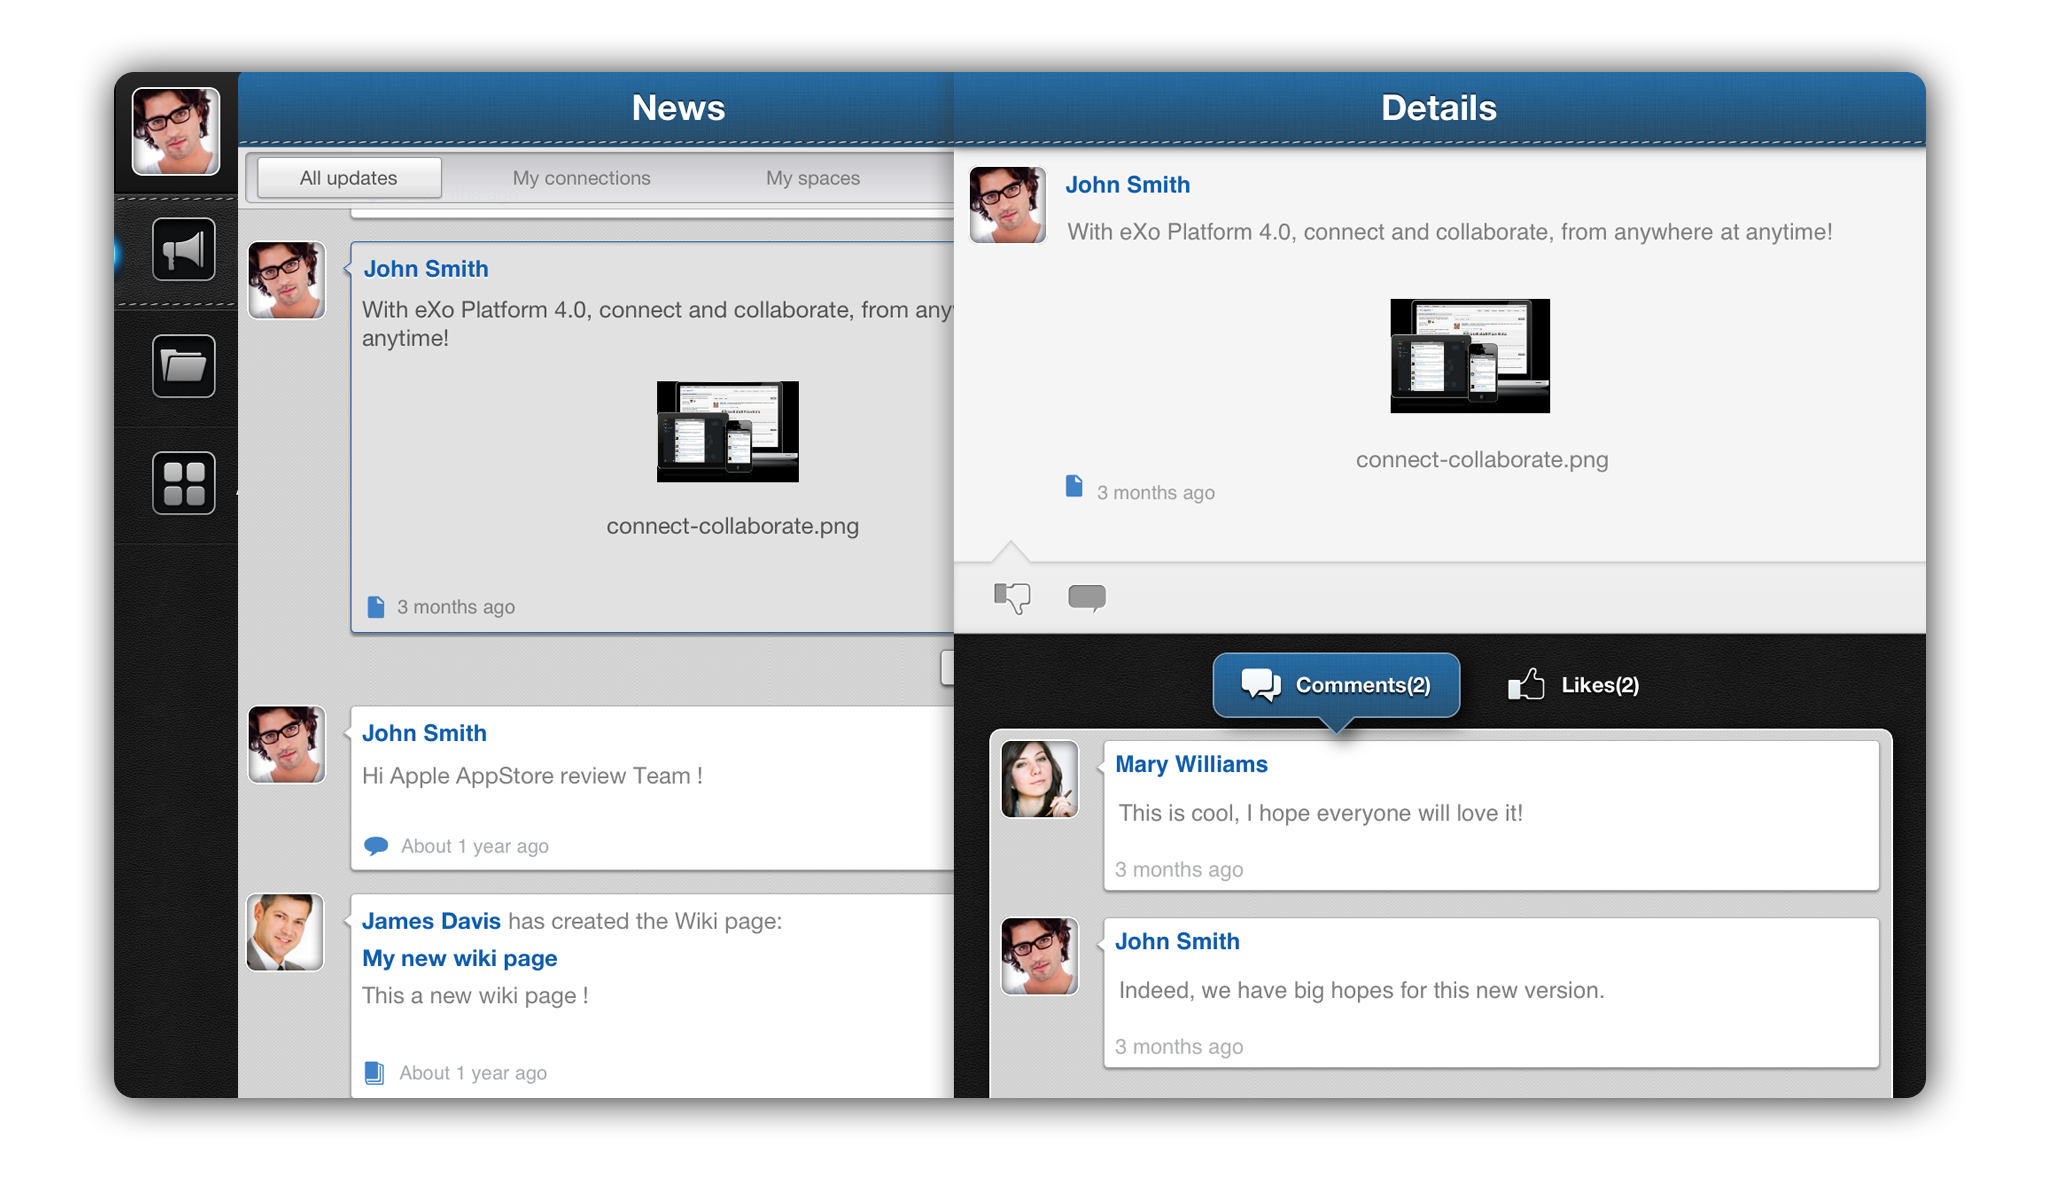 News
All updates
My connections
My spaces
John Smith
With eXo Platform 4.0, connect and collaborate, from any
anytime!
connect-collaborate.png
3 months ago
John Smith
Hi Apple AppStore review Team !
About 1 year ago
James Davis has created the Wiki page:
My new wiki page
This a new wiki page !
About 1 year ago
Details
John Smith
With eXo Platform 4.0, connect and collaborate, from anywhere at anytime!
connect-collaborate.png
3 months ago
Comments(2)
Likes(2)
Mary Williams
This is cool, I hope everyone will love it!
3 months ago
John Smith
Indeed, we have big hopes for this new version.
3 months ago